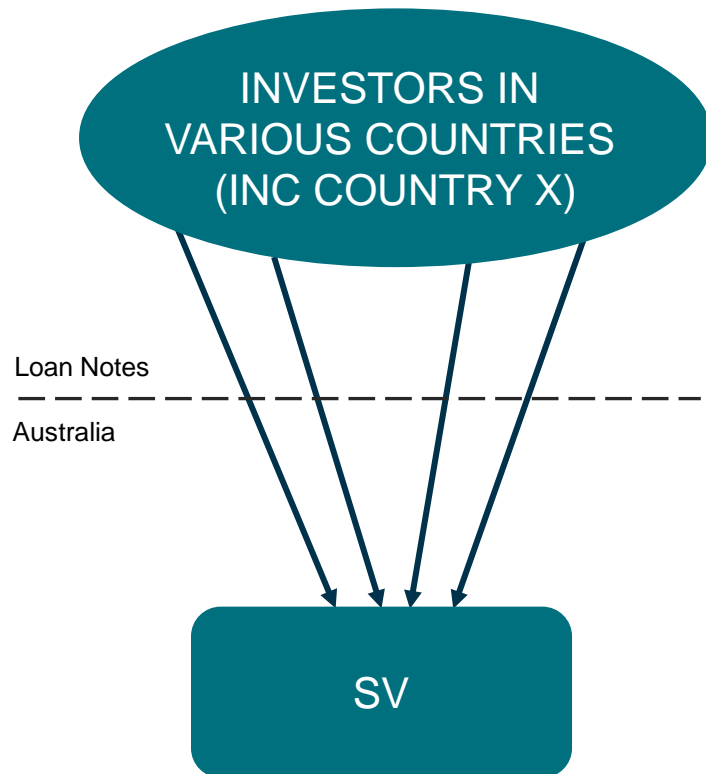 INVESTORS IN
VARIOUS COUNTRIES
(INC COUNTRY X)
Loan Notes
Australia
SV